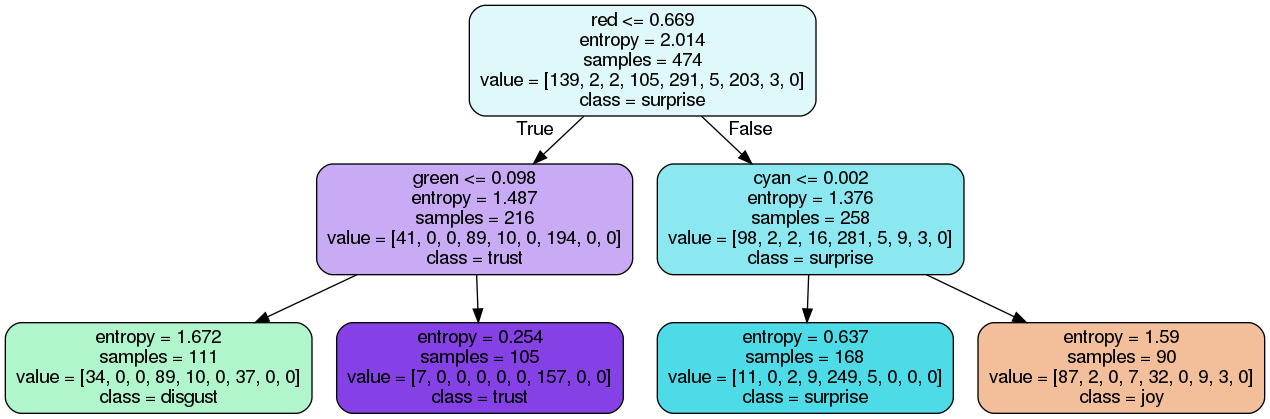 red <= 0.669
entropy = 2.014
samples = 474
value = [139, 2, 2, 105, 291, 5, 203, 3, 0]
class = surprise
True
False
green <= 0.098
entropy = 1.487
samples = 216
value = [41, 0, 0, 89, 10, 0, 194, 0, 0]
class = trust
cyan <= 0.002
entropy = 1.376
samples = 258
value = [98, 2, 2, 16, 281, 5, 9, 3, 0]
class = surprise
entropy = 1.672
samples = 111
value = [34, 0, 0, 89, 10, 0, 37, 0, 0]
class = disgust
entropy = 0.254
samples = 105
value = [7, 0, 0, 0, 0, 0, 157, 0, 0]
class = trust
entropy = 0.637
samples = 168
value = [11, 0, 2, 9, 249, 5, 0, 0, 0]
class = surprise
entropy = 1.59
samples = 90
value = [87, 2, 0, 7, 32, 0, 9, 3, 0]
class = joy